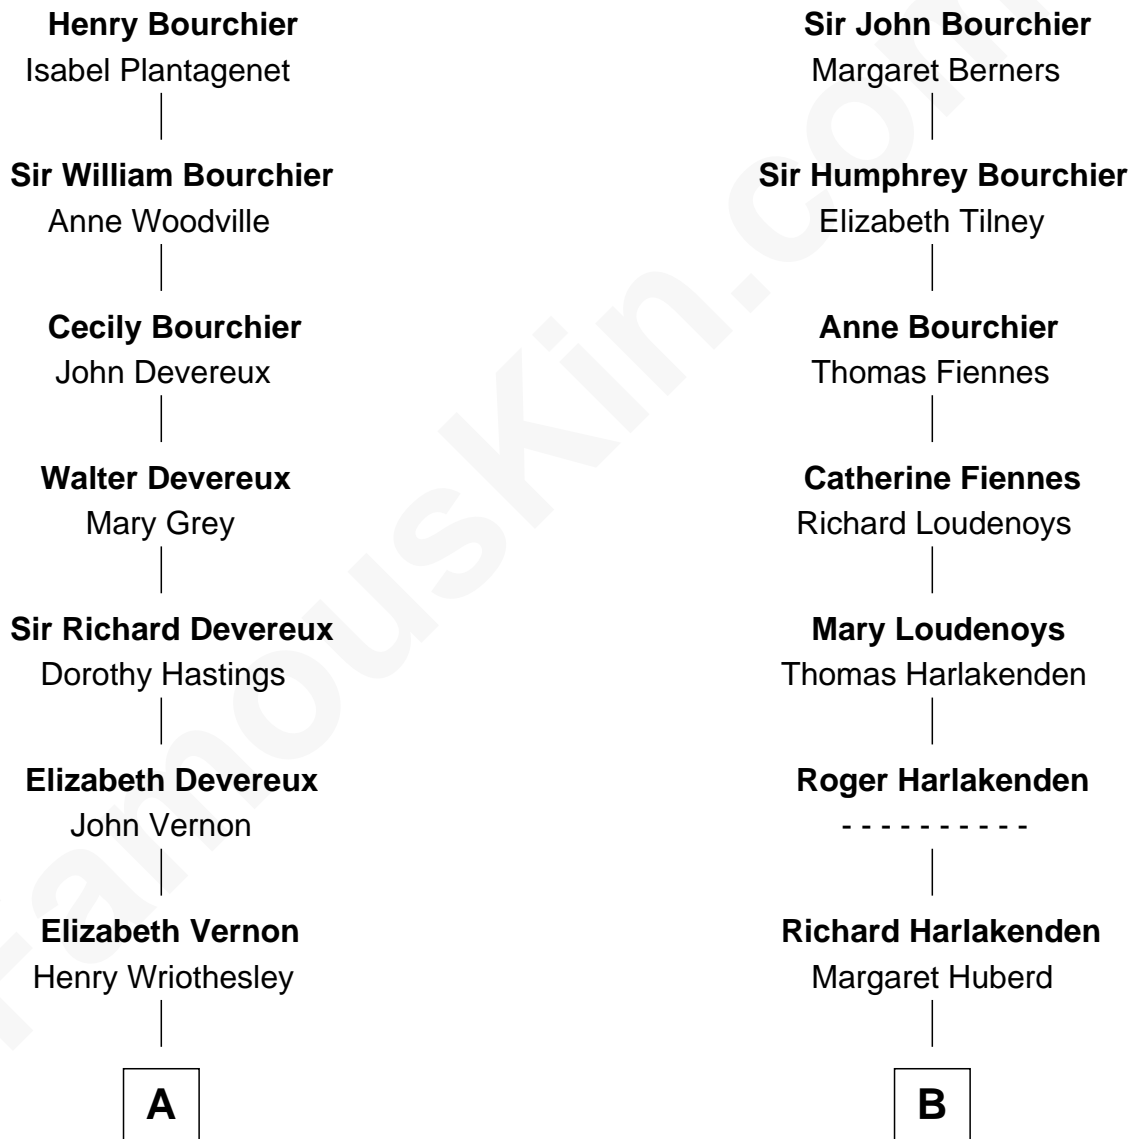 Henry Bourchier
Isabel Plantagenet
Sir William Bourchier
Anne Woodville
Cecily Bourchier
John Devereux
Walter Devereux
Mary Grey
Sir Richard Devereux
Dorothy Hastings
Elizabeth Devereux
John Vernon
Elizabeth Vernon
Henry Wriothesley
A
Sir John Bourchier
Margaret Berners
Sir Humphrey Bourchier
Elizabeth Tilney
Anne Bourchier
Thomas Fiennes
Catherine Fiennes
Richard Loudenoys
Mary Loudenoys
Thomas Harlakenden
Roger Harlakenden
- - - - - - - - - -
Richard Harlakenden
Margaret Huberd
B
FamousKin.com